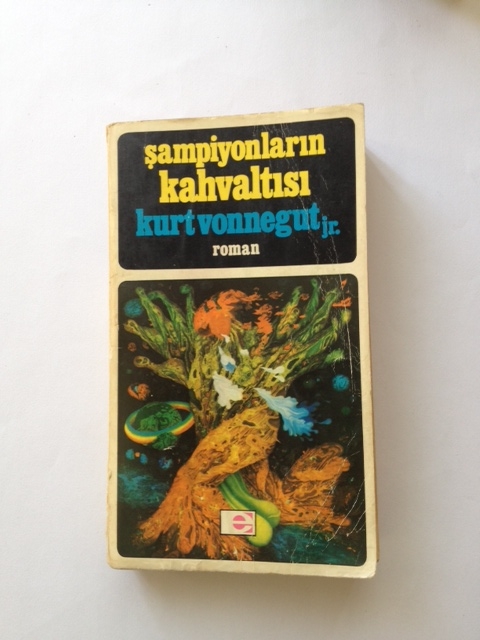 şampiyonların
kahvaltısı
kurt vonnegut jr.
roman
e